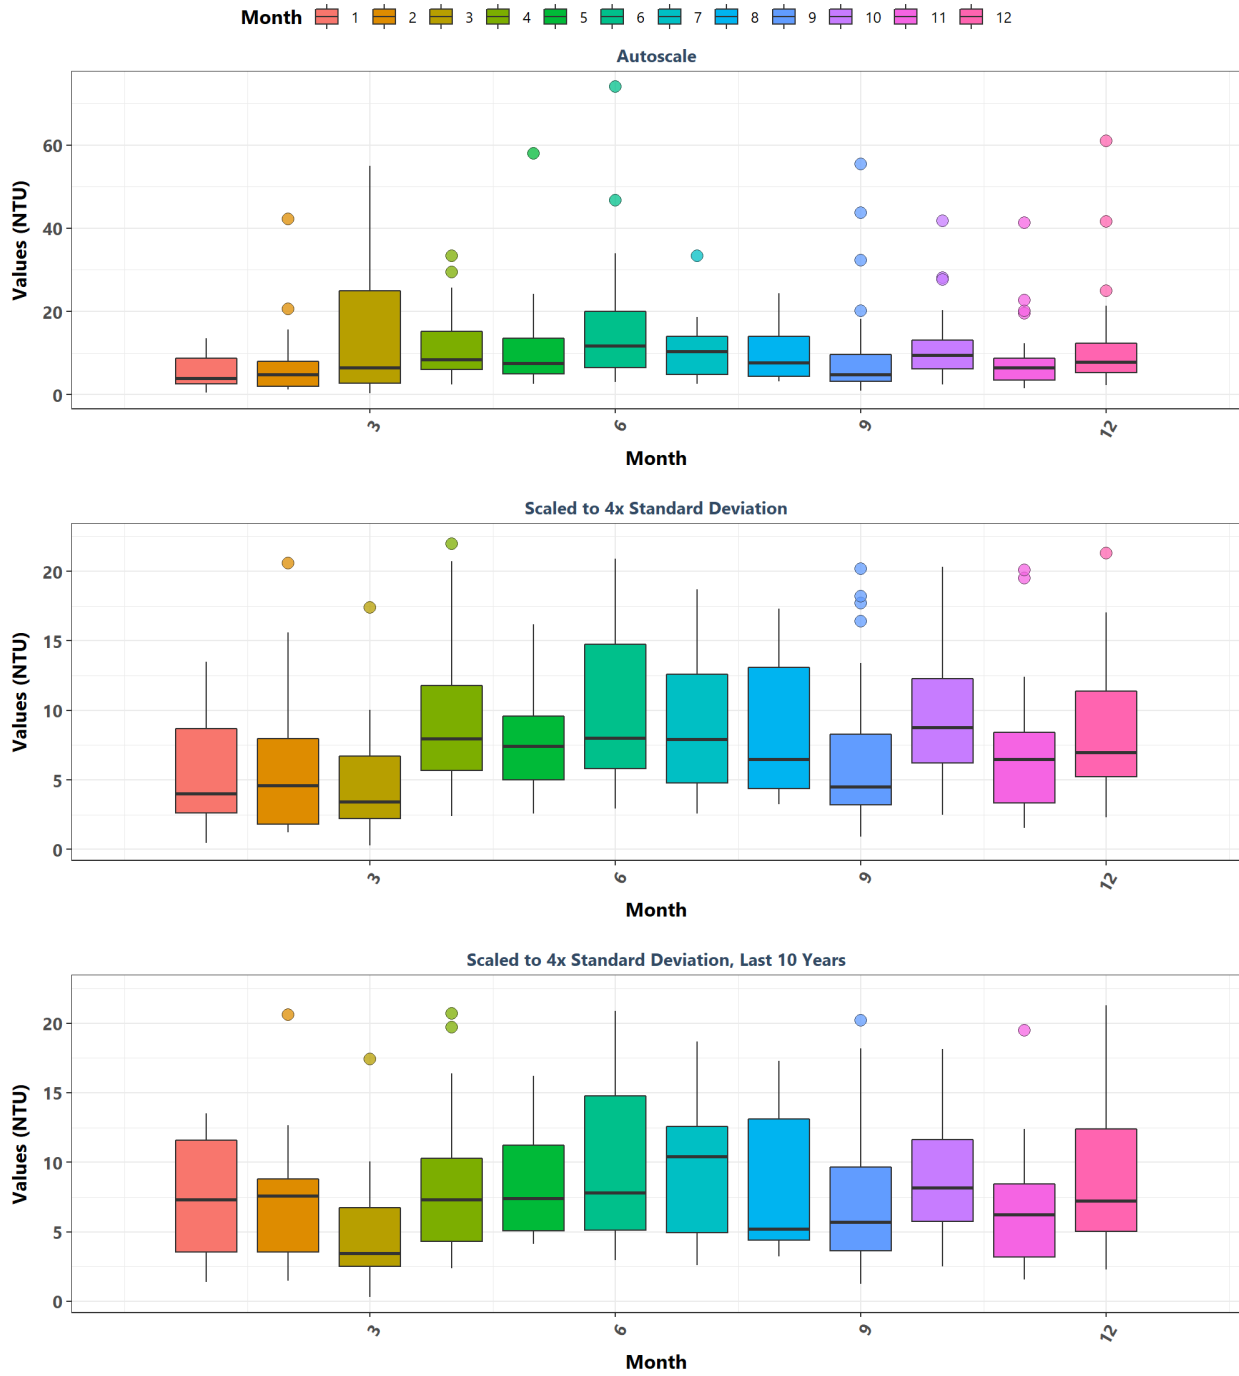 Month 1 2 3 4 5 6 7 8 9 10 11 12
Autoscale
Values (NTU)
60
40
20
0
3 6 9 12
Month
Scaled to 4x Standard Deviation
Values (NTU)
20
15
10
5
0
3 6 9 12
Month
Scaled to 4x Standard Deviation, Last 10 Years
Values (NTU)
20
15
10
5
0
3 6 9 12
Month